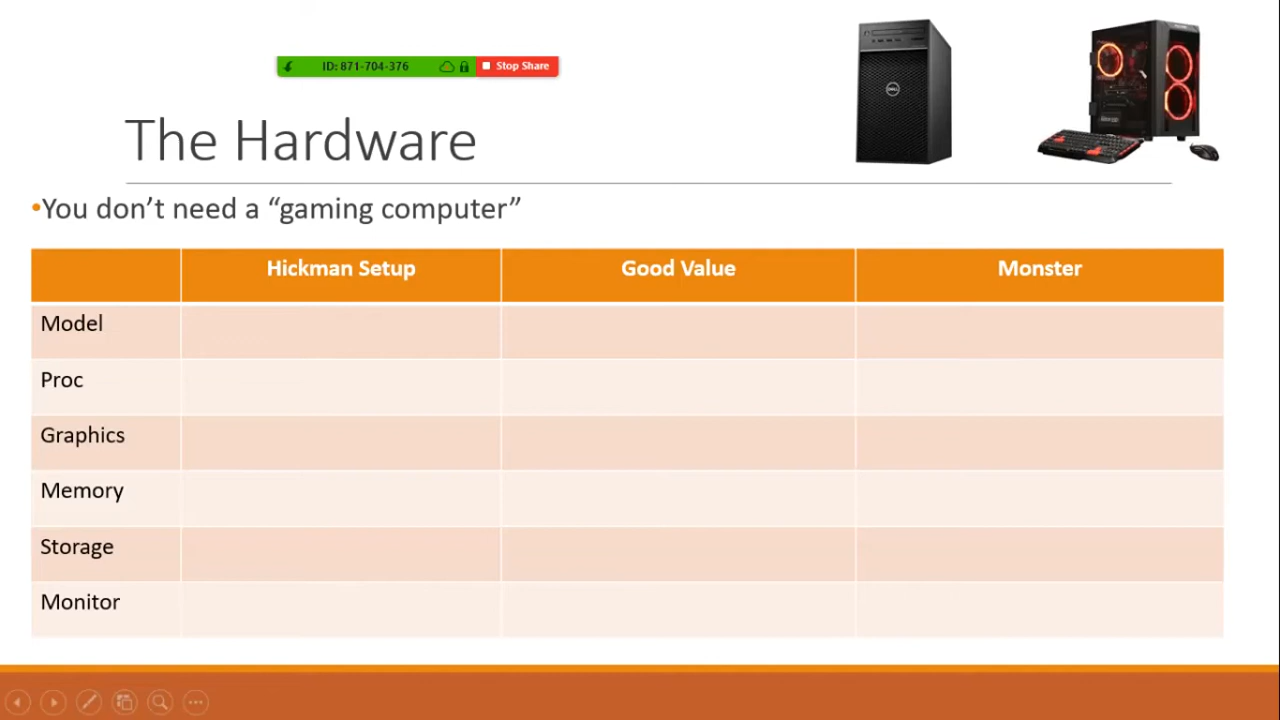 ID: 871-704-376 Stop Share
The Hardware
•You don't need a “gaming computer”
Hickman Setup Good Value Monster
Model
Proc
Graphics
Memory
Storage
Monitor
DELL